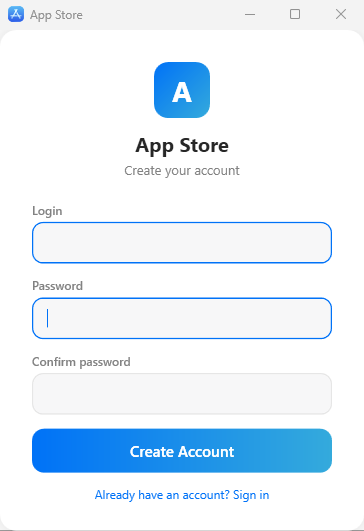 App Store
A
App Store
Create your account
Login
Password
Confirm password
Create Account
Already have an account? Sign in